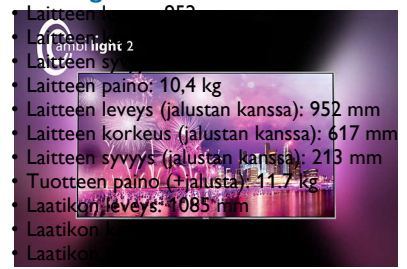 • Laitteen leveys: 952
ambi light 2
• Laitteen
• Laitteen
• Laitteen paino: 10,4 kg
• Laitteen leveys (jalustan kanssa): 952 mm
• Laitteen korkeus (jalustan kanssa): 617 mm
• Laitteen syvyys (jalustan kanssa): 213 mm
• Tuotteen paino (+jalusta): 11.7 kg
• Laatikon leveys: 1085 mm
• Laatikon
• Laatikon